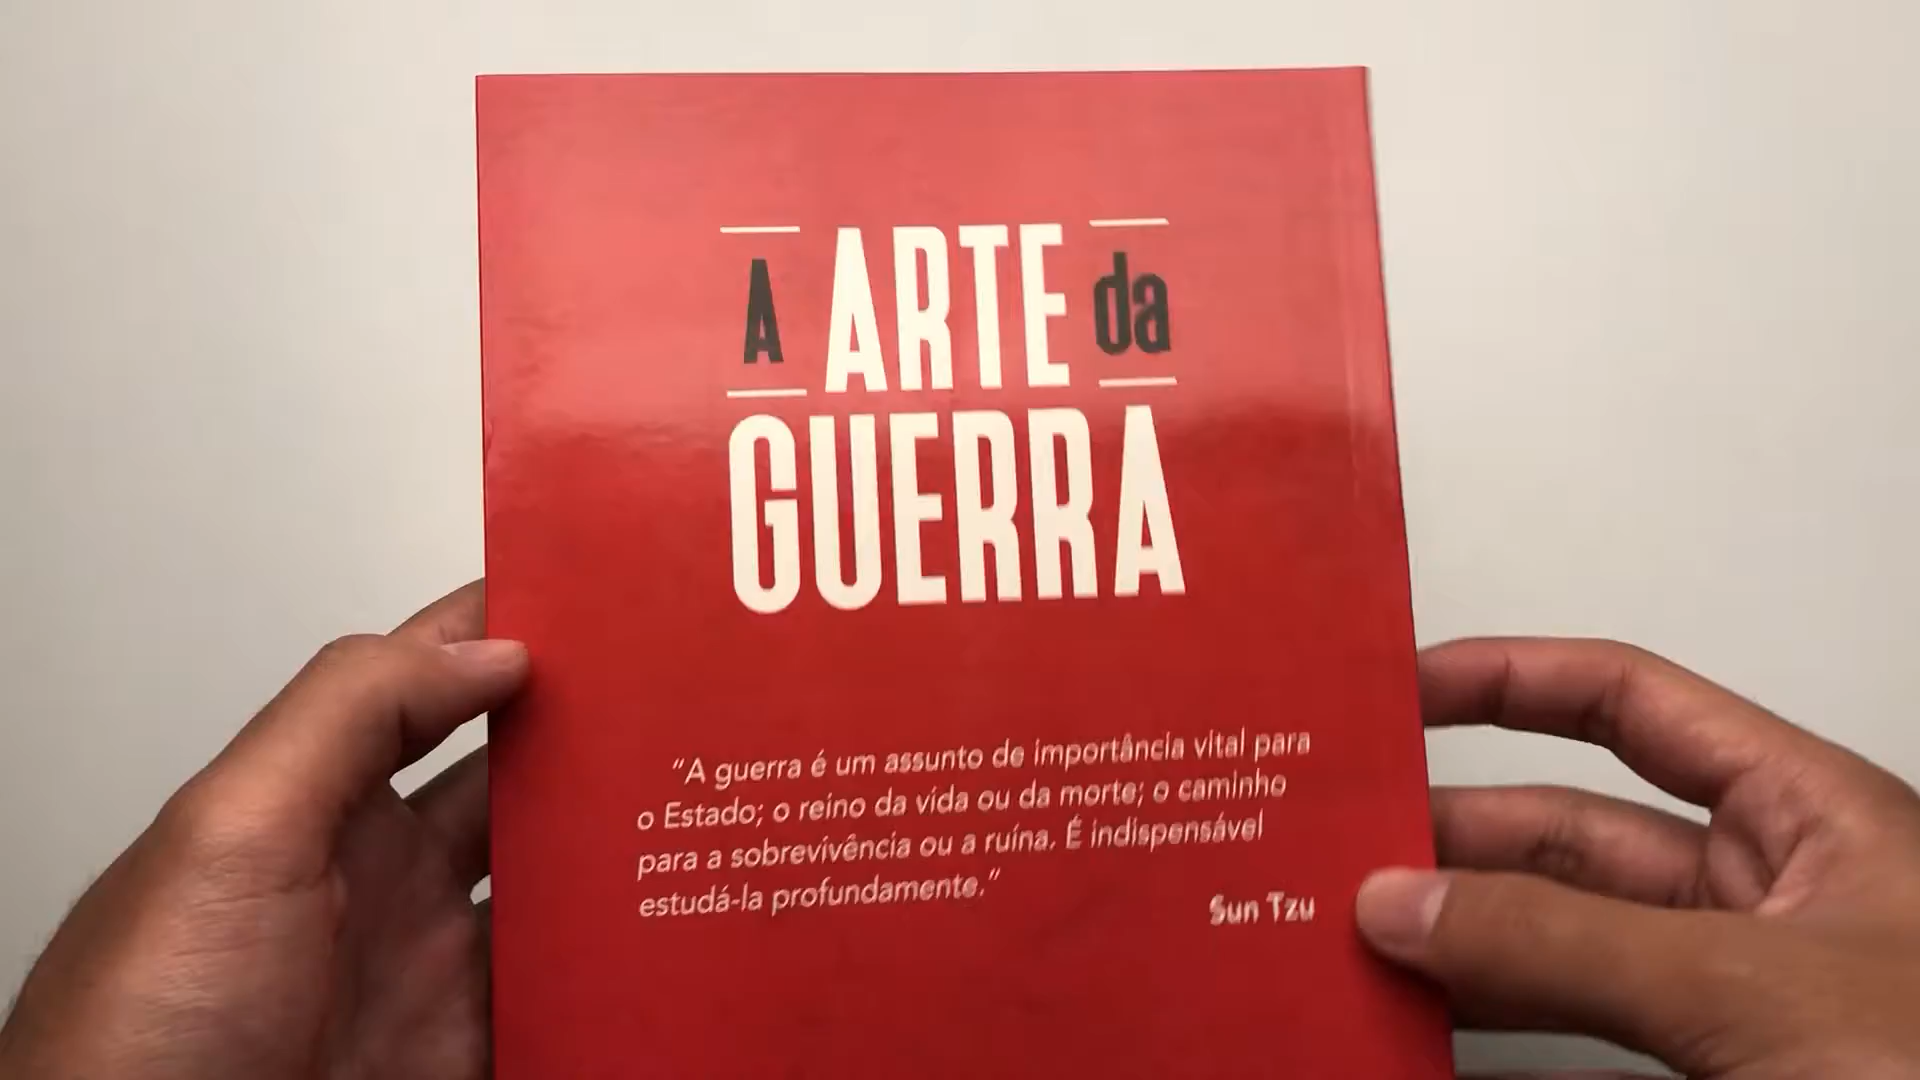 A ARTE da
GUERRA
“A guerra é um assunto de importância vital para
o Estado; o reino da vida ou da morte; o caminho
para a sobrevivência ou a ruína. É indispensável
estudá-la profundamente.”
Sun Tzu